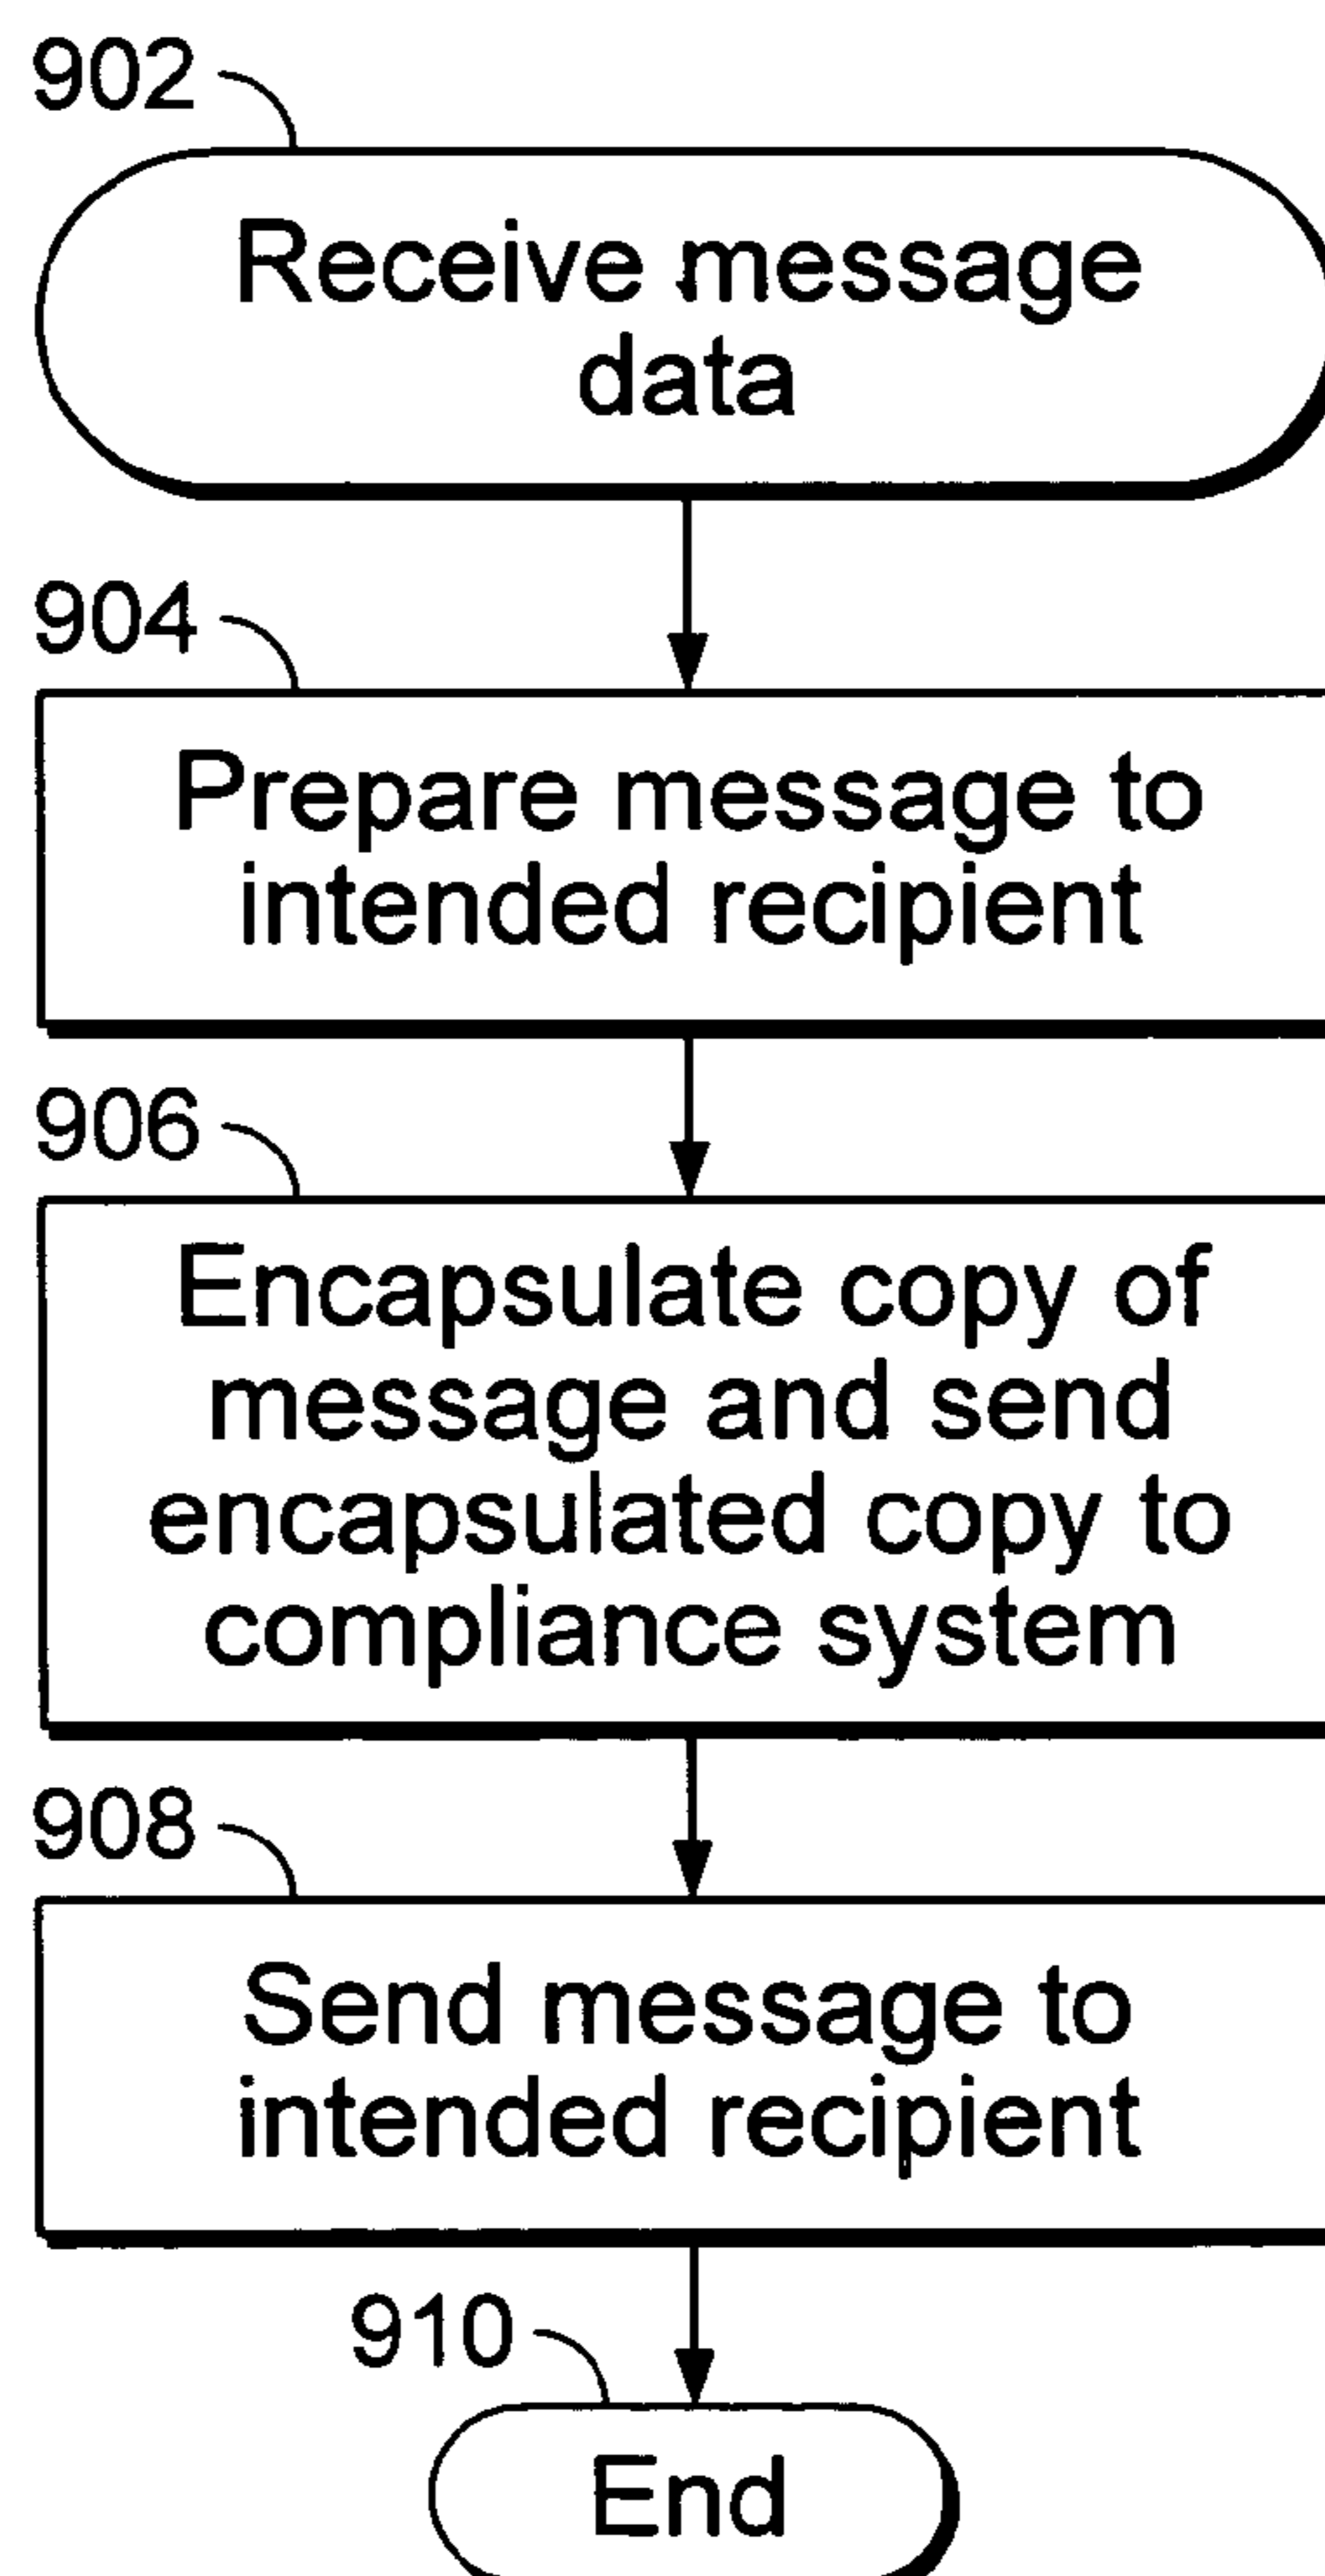 902
Receive message
data
904
Prepare message to
intended recipient
906
Encapsulate copy of
message and send
encapsulated copy to
compliance system
908
Send message to
intended recipient
910
End